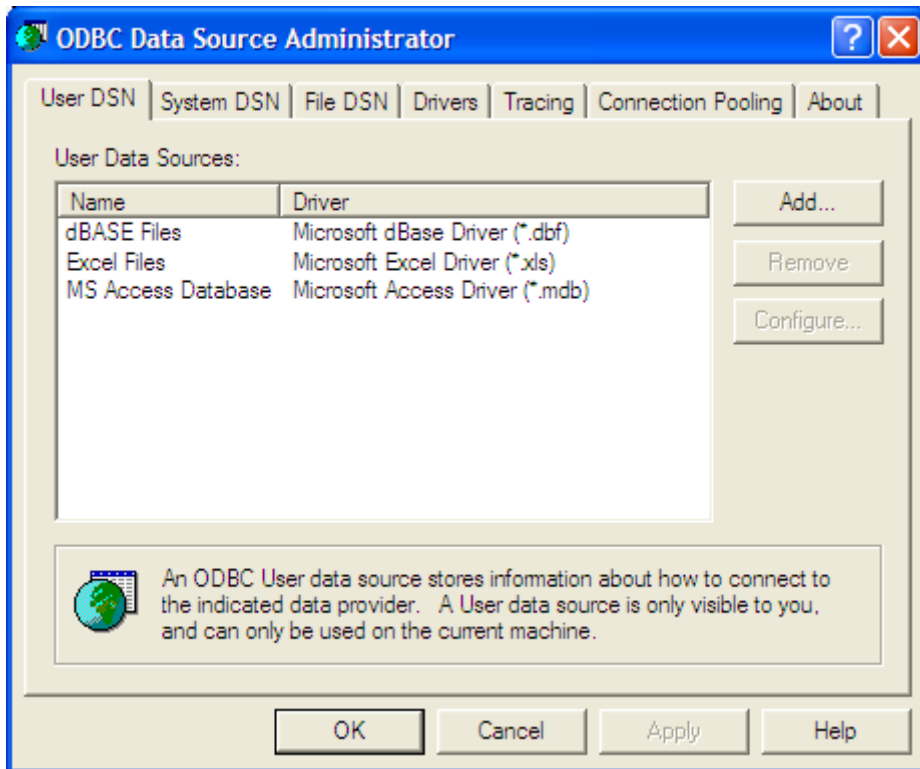 ODBC Data Source Administrator
User DSN System DSN File DSN Drivers Tracing Connection Pooling About
User Data Sources:
Name Driver
dBASE Files Microsoft dBase Driver (*.dbf)
Excel Files Microsoft Excel Driver (*.xls)
MS Access Database Microsoft Access Driver (*.mdb)
Add...
Remove
Configure...
An ODBC User data source stores information about how to connect to
the indicated data provider. A User data source is only visible to you,
and can only be used on the current machine.
OK Cancel Apply Help